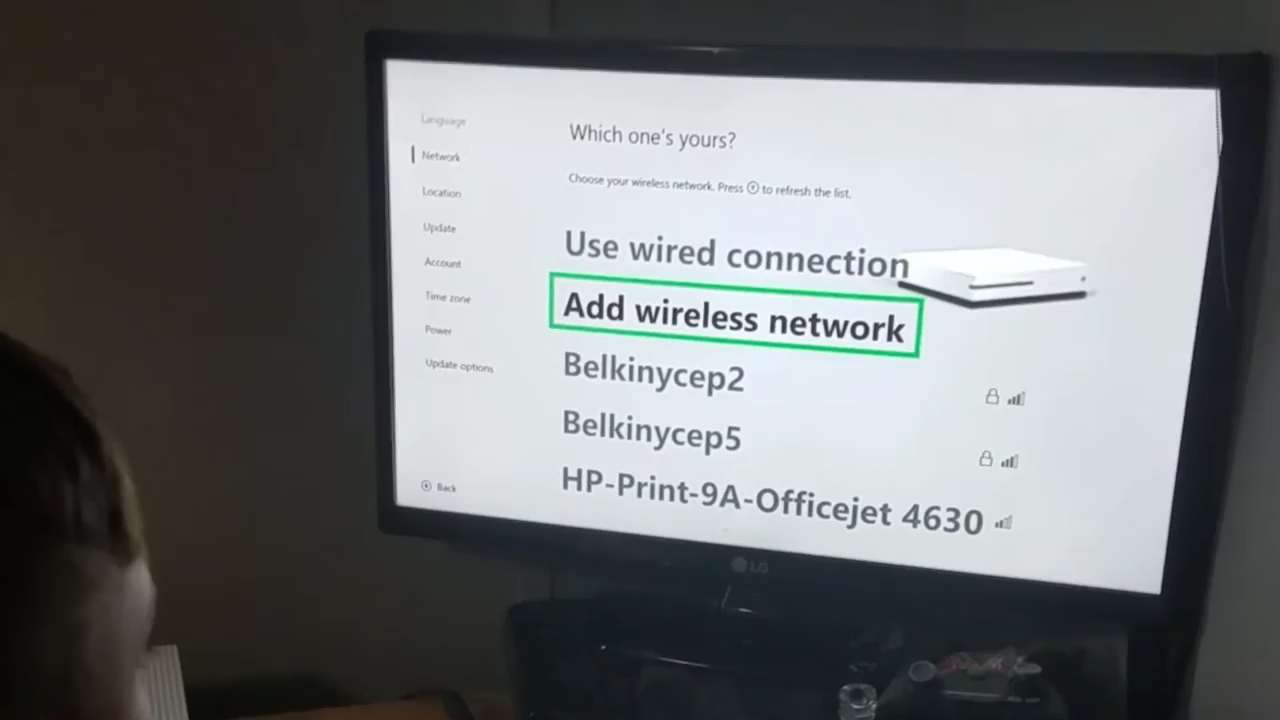 Language
Network
Location
Update
Account
Time zone
Power
Update options
Back
Which one's yours?
Choose your wireless network. Press to refresh the list.
Use wired connection
Add wireless network
Belkinycep2
Belkinycep5
HP-Print-9A-Officejet 4630
LG